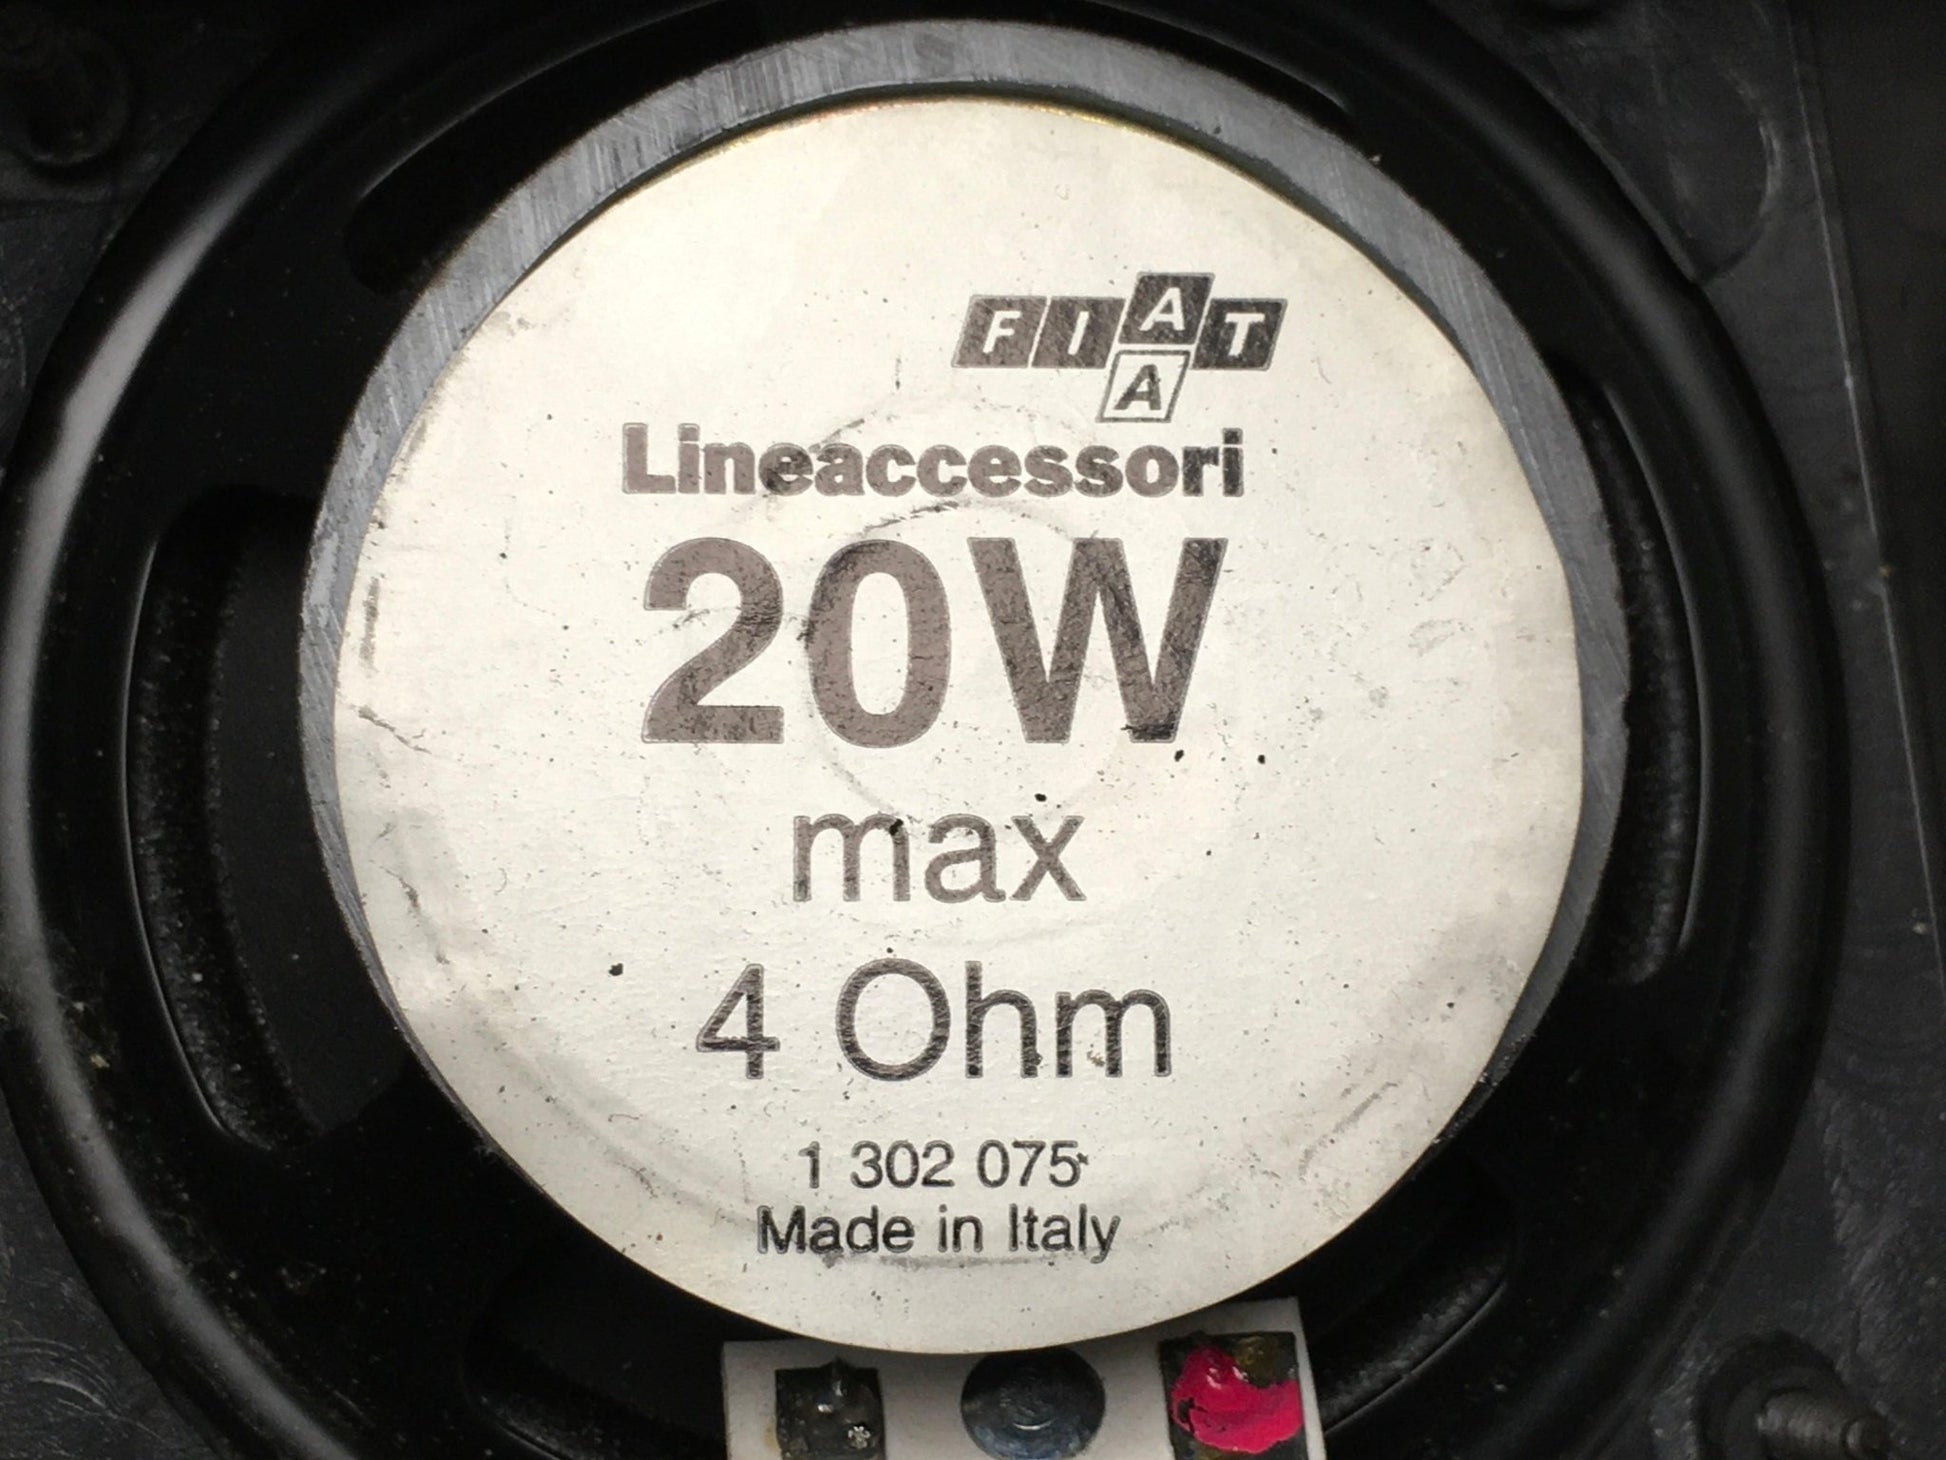 FIAT
A
Lineaccessori
20W
max
4 Ohm
1 302 075
Made in Italy